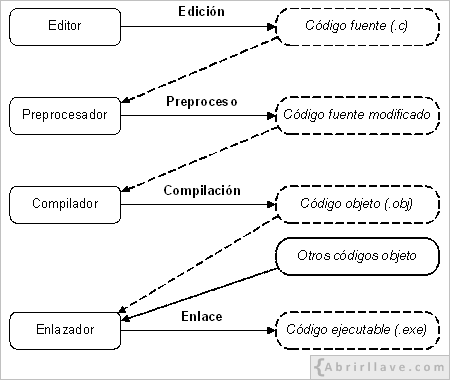 Edición
Editor
Código fuente (.c)
Preproceso
Preprocesador
Código fuente modificado
Compilación
Compilador
Código objeto (.obj)
Otros códigos objeto
Enlace
Enlazador
Código ejecutable (.exe)
{Abrirllave.com